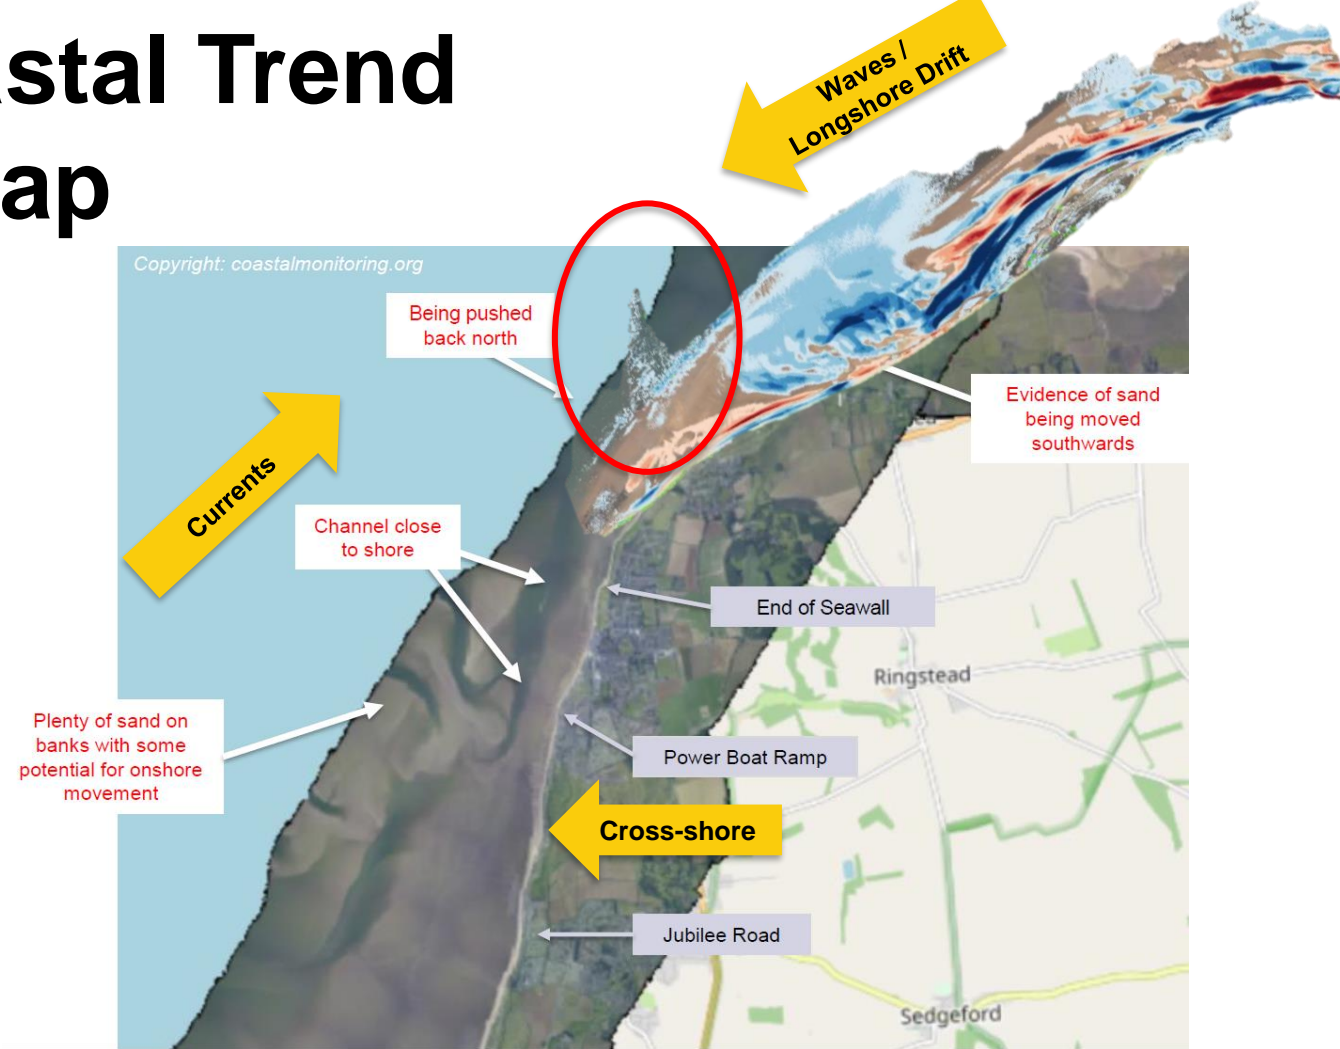 stal Trend
ap
Waves /
Longshore Drift
Copyright: coastalmonitoring.org
Being pushed
back north
Evidence of sand
being moved
southwards
Currents
Channel close
to shore
End of Seawall
Ringstead
Plenty of sand on
banks with some
potential for onshore
movement
Power Boat Ramp
Cross-shore
Jubilee Road
Sedgeford